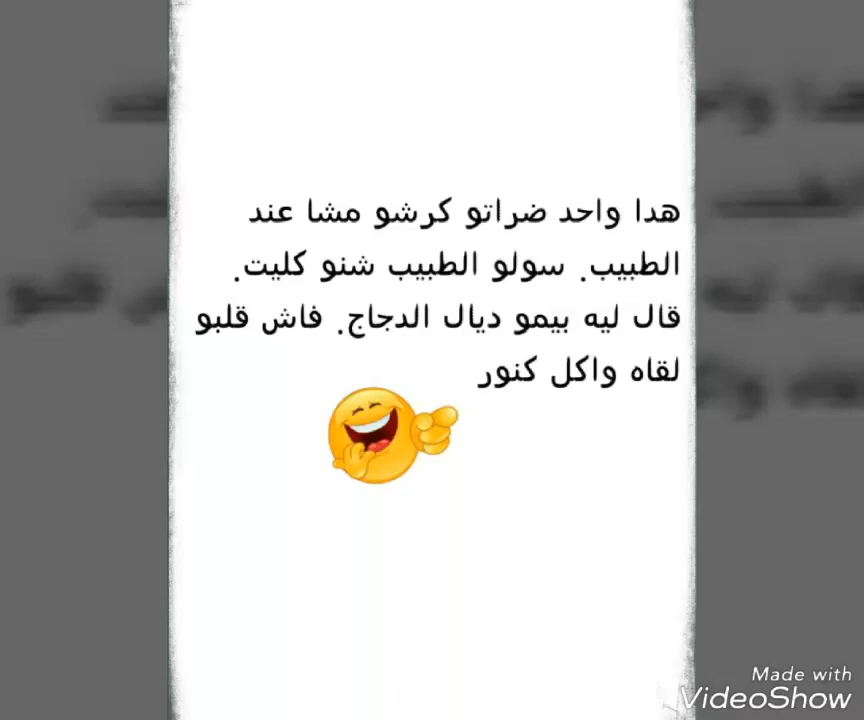 هدا واحد ضراتو كرشو مشا عند
الطبيب. سولو الطبيب شنو كليت.
قال ليه بيمو ديال الدجاج. فاش قلبو
لقاه واكل كنور
Made with
VideoShow